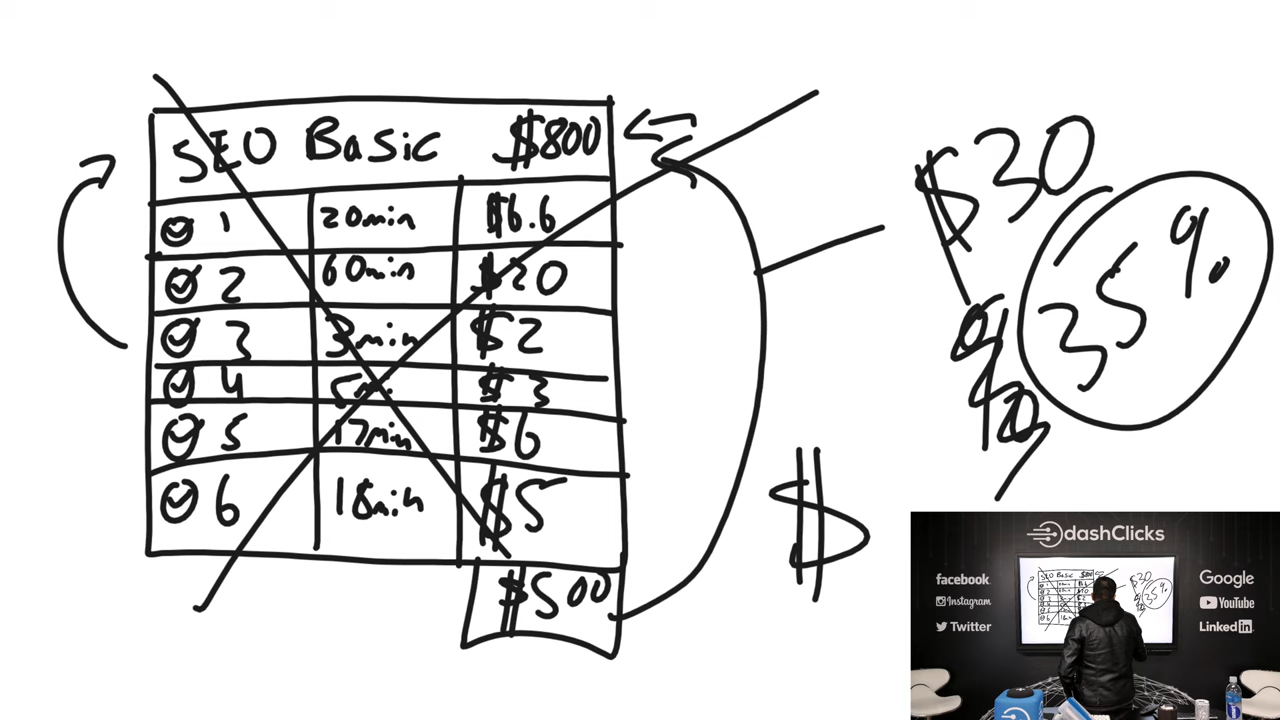 SEO Basic $800
1 20min $6.6
2 60min $20
3 3min $2
4 5m $3
5 17min $6
6 18min $5
$500
$
$30
35%
dashClicks
facebook
Instagram
Twitter
Google
YouTube
Linkedin